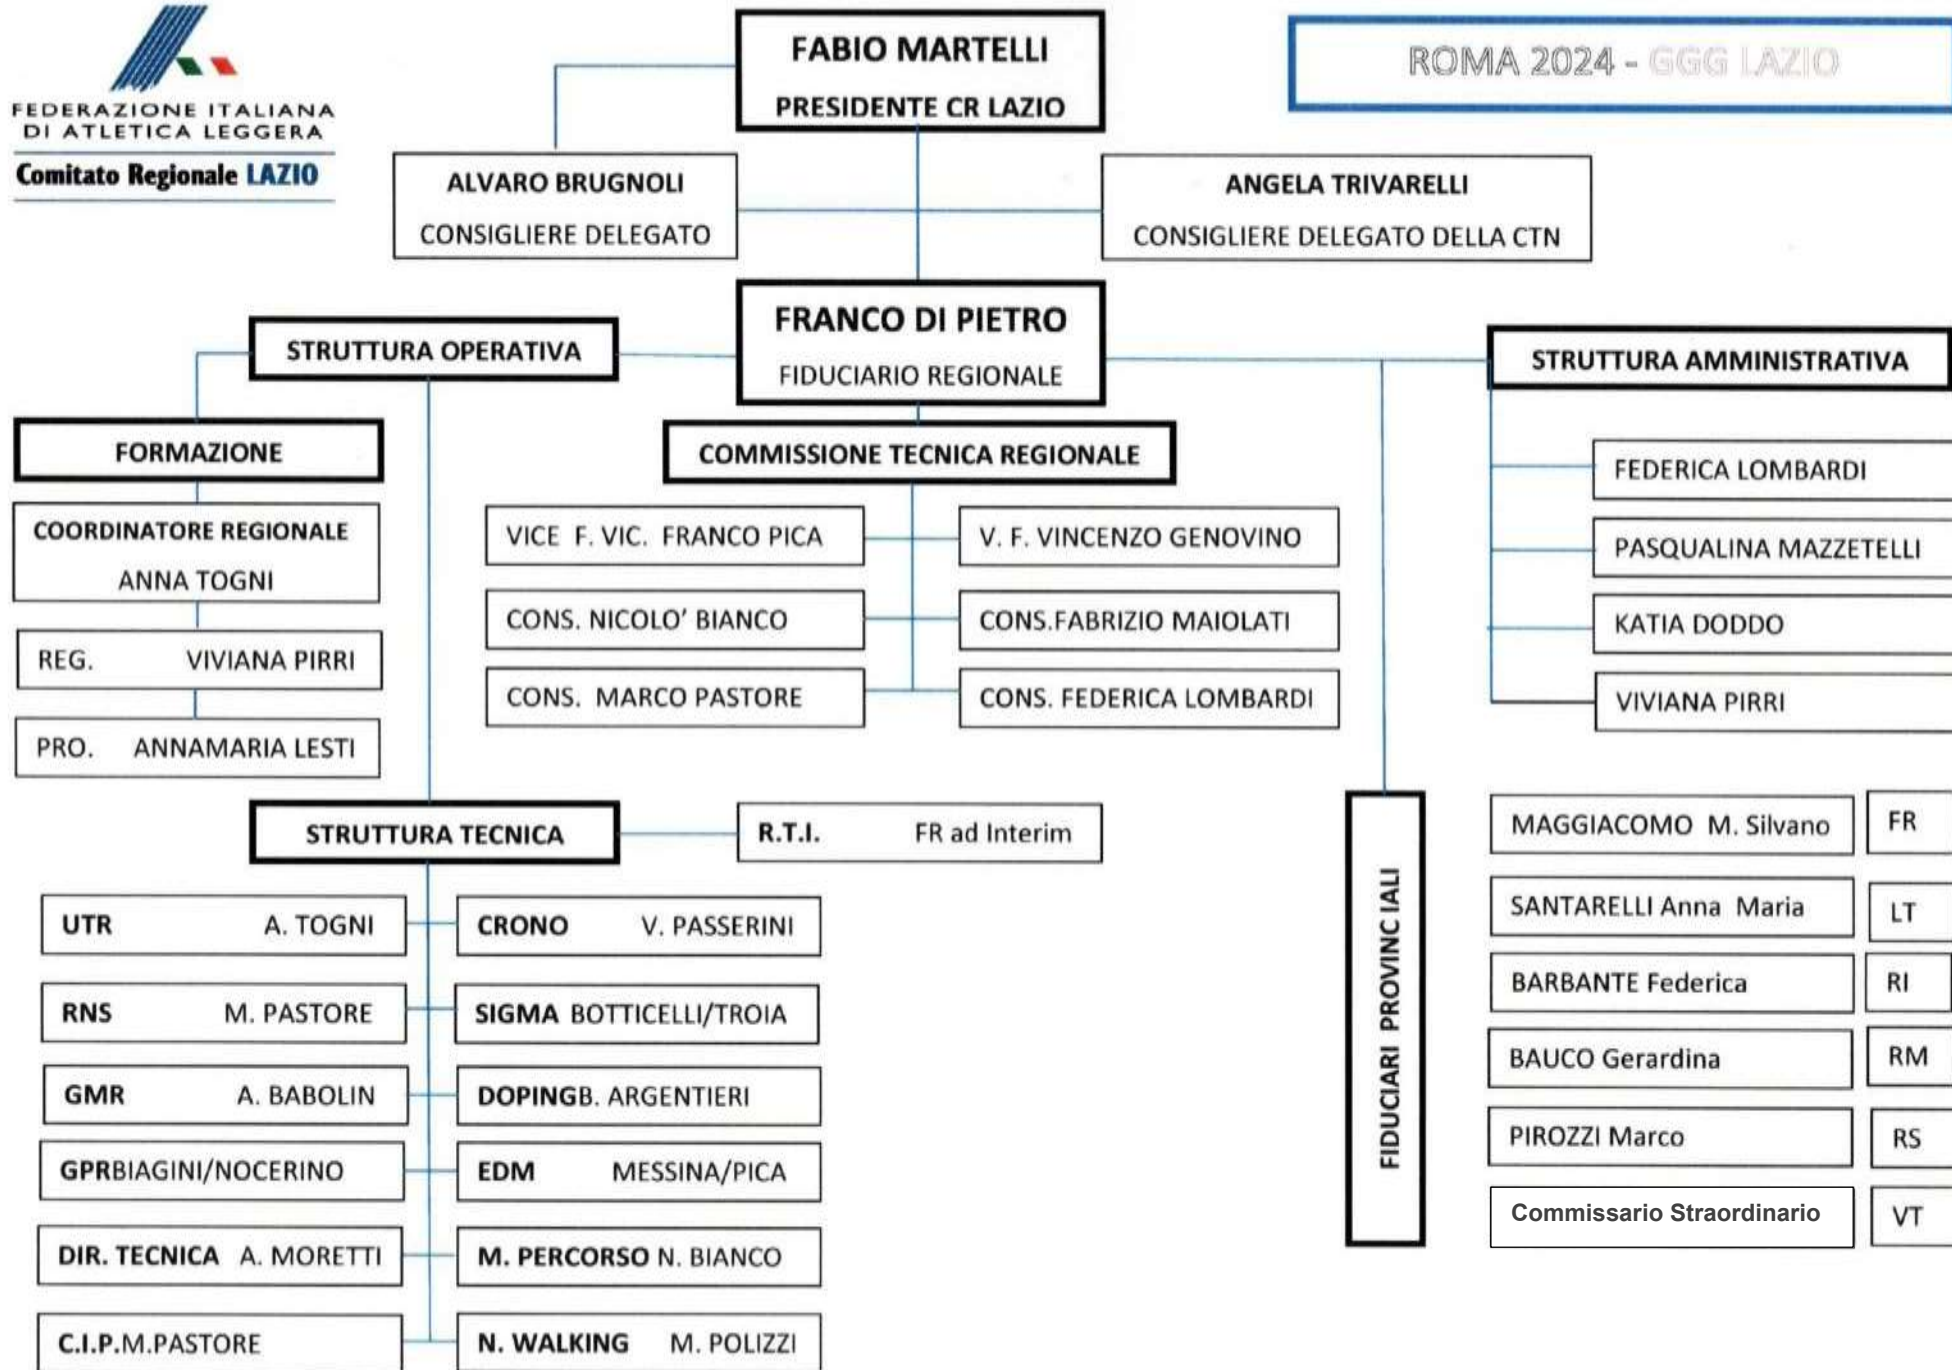 FEDERAZIONE ITALIANA
DI ATLETICA LEGGERA
Comitato Regionale LAZIO
FABIO MARTELLI
PRESIDENTE CR LAZIO
ROMA 2024 - GGG LAZIO
ALVARO BRUGNOLI
CONSIGLIERE DELEGATO
ANGELA TRIVARELLI
CONSIGLIERE DELEGATO DELLA CTN
FRANCO DI PIETRO
FIDUCIARIO REGIONALE
STRUTTURA OPERATIVA
STRUTTURA AMMINISTRATIVA
FORMAZIONE
COORDINATORE REGIONALE
ANNA TOGNI
REG. VIVIANA PIRRI
PRO. ANNAMARIA LESTI
COMMISSIONE TECNICA REGIONALE
VICE F. VIC. FRANCO PICA
V. F. VINCENZO GENOVINO
CONS. NICOLO' BIANCO
CONS.FABRIZIO MAIOLATI
CONS. MARCO PASTORE
CONS. FEDERICA LOMBARDI
FEDERICA LOMBARDI
PASQUALINA MAZZETELLI
KATIA DODDO
VIVIANA PIRRI
STRUTTURA TECNICA
R.T.I. FR ad Interim
UTR A. TOGNI
CRONO V. PASSERINI
RNS M. PASTORE
SIGMA BOTTICELLI/TROIA
GMR A. BABOLIN
DOPINGB. ARGENTIERI
GPRBIAGINI/NOCERINO
EDM MESSINA/PICA
DIR. TECNICA A. MORETTI
M. PERCORSO N. BIANCO
C.I.P.M.PASTORE
N. WALKING M. POLIZZI
FIDUCIARI PROVINC IALI
MAGGIACOMO M. Silvano FR
SANTARELLI Anna Maria LT
BARBANTE Federica RI
BAUCO Gerardina RM
PIROZZI Marco RS
Commissario Straordinario VT